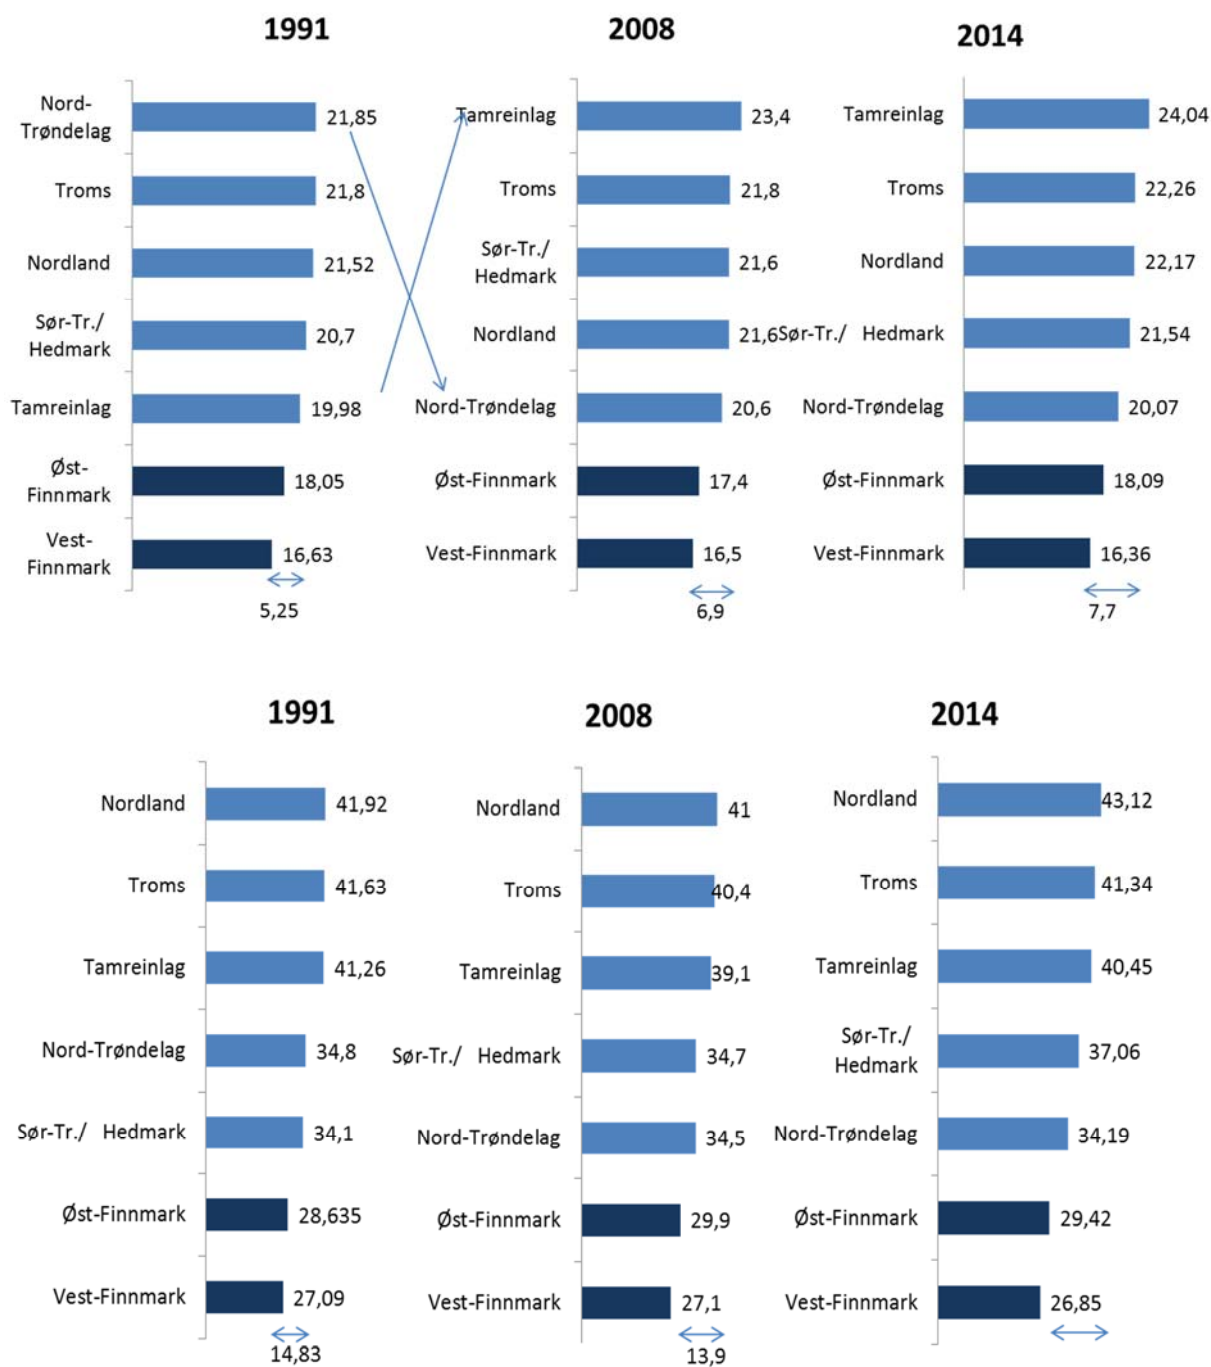 1991
Nord-
Trøndelag
21,85
Troms
21,8
Nordland
21,52
Sør-Tr./
Hedmark
20,7
Tamreinlag
19,98
Øst-
Finnmark
18,05
Vest-
Finnmark
16,63
5,25
2008
Tamreinlag
23,4
Troms
21,8
Sør-Tr./
Hedmark
21,6
Nordland
21,6
Nord-Trøndelag
20,6
Øst-Finnmark
17,4
Vest-Finnmark
16,5
6,9
2014
Tamreinlag
24,04
Troms
22,26
Nordland
22,17
Sør-Tr./ Hedmark
21,54
Nord-Trøndelag
20,07
Øst-Finnmark
18,09
Vest-Finnmark
16,36
7,7
1991
Nordland
41,92
Troms
41,63
Tamreinlag
41,26
Nord-Trøndelag
34,8
Sør-Tr./ Hedmark
34,1
Øst-Finnmark
28,635
Vest-Finnmark
27,09
14,83
2008
Nordland
41
Troms
40,4
Tamreinlag
39,1
Sør-Tr./ Hedmark
34,7
Nord-Trøndelag
34,5
Øst-Finnmark
29,9
Vest-Finnmark
27,1
13,9
2014
Nordland
43,12
Troms
41,34
Tamreinlag
40,45
Sør-Tr./
Hedmark
37,06
Nord-Trøndelag
34,19
Øst-Finnmark
29,42
Vest-Finnmark
26,85